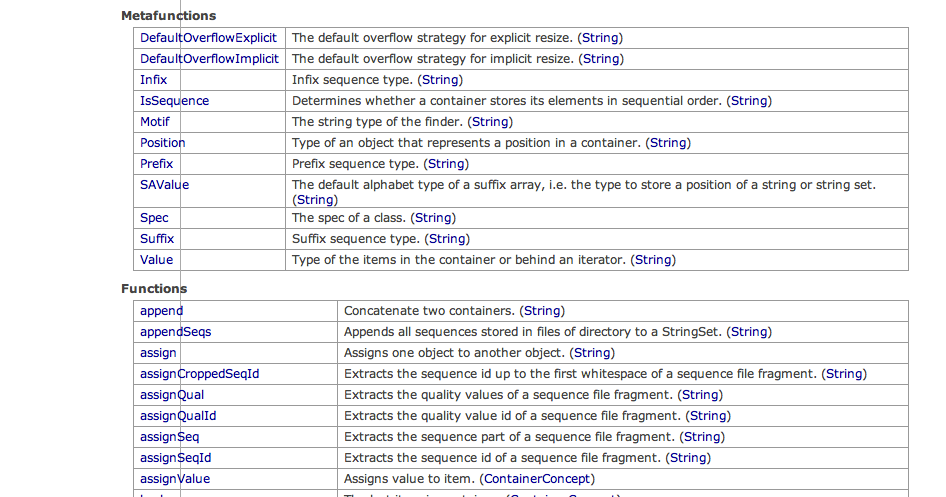 Metafunctions
DefaultOverflowExplicit The default overflow strategy for explicit resize. (String)
DefaultOverflowImplicit The default overflow strategy for implicit resize. (String)
Infix Infix sequence type. (String)
IsSequence Determines whether a container stores its elements in sequential order. (String)
Motif The string type of the finder. (String)
Position Type of an object that represents a position in a container. (String)
Prefix Prefix sequence type. (String)
SAValue The default alphabet type of a suffix array, i.e. the type to store a position of a string or string set.
(String)
Spec The spec of a class. (String)
Suffix Suffix sequence type. (String)
Value Type of the items in the container or behind an iterator. (String)
Functions
append Concatenate two containers. (String)
appendSeqs Appends all sequences stored in files of directory to a StringSet. (String)
assign Assigns one object to another object. (String)
assignCroppedSeqId Extracts the sequence id up to the first whitespace of a sequence file fragment. (String)
assignQual Extracts the quality values of a sequence file fragment. (String)
assignQualId Extracts the quality value id of a sequence file fragment. (String)
assignSeq Extracts the sequence part of a sequence file fragment. (String)
assignSeqId Extracts the sequence id of a sequence file fragment. (String)
assignValue Assigns value to item. (ContainerConcept)